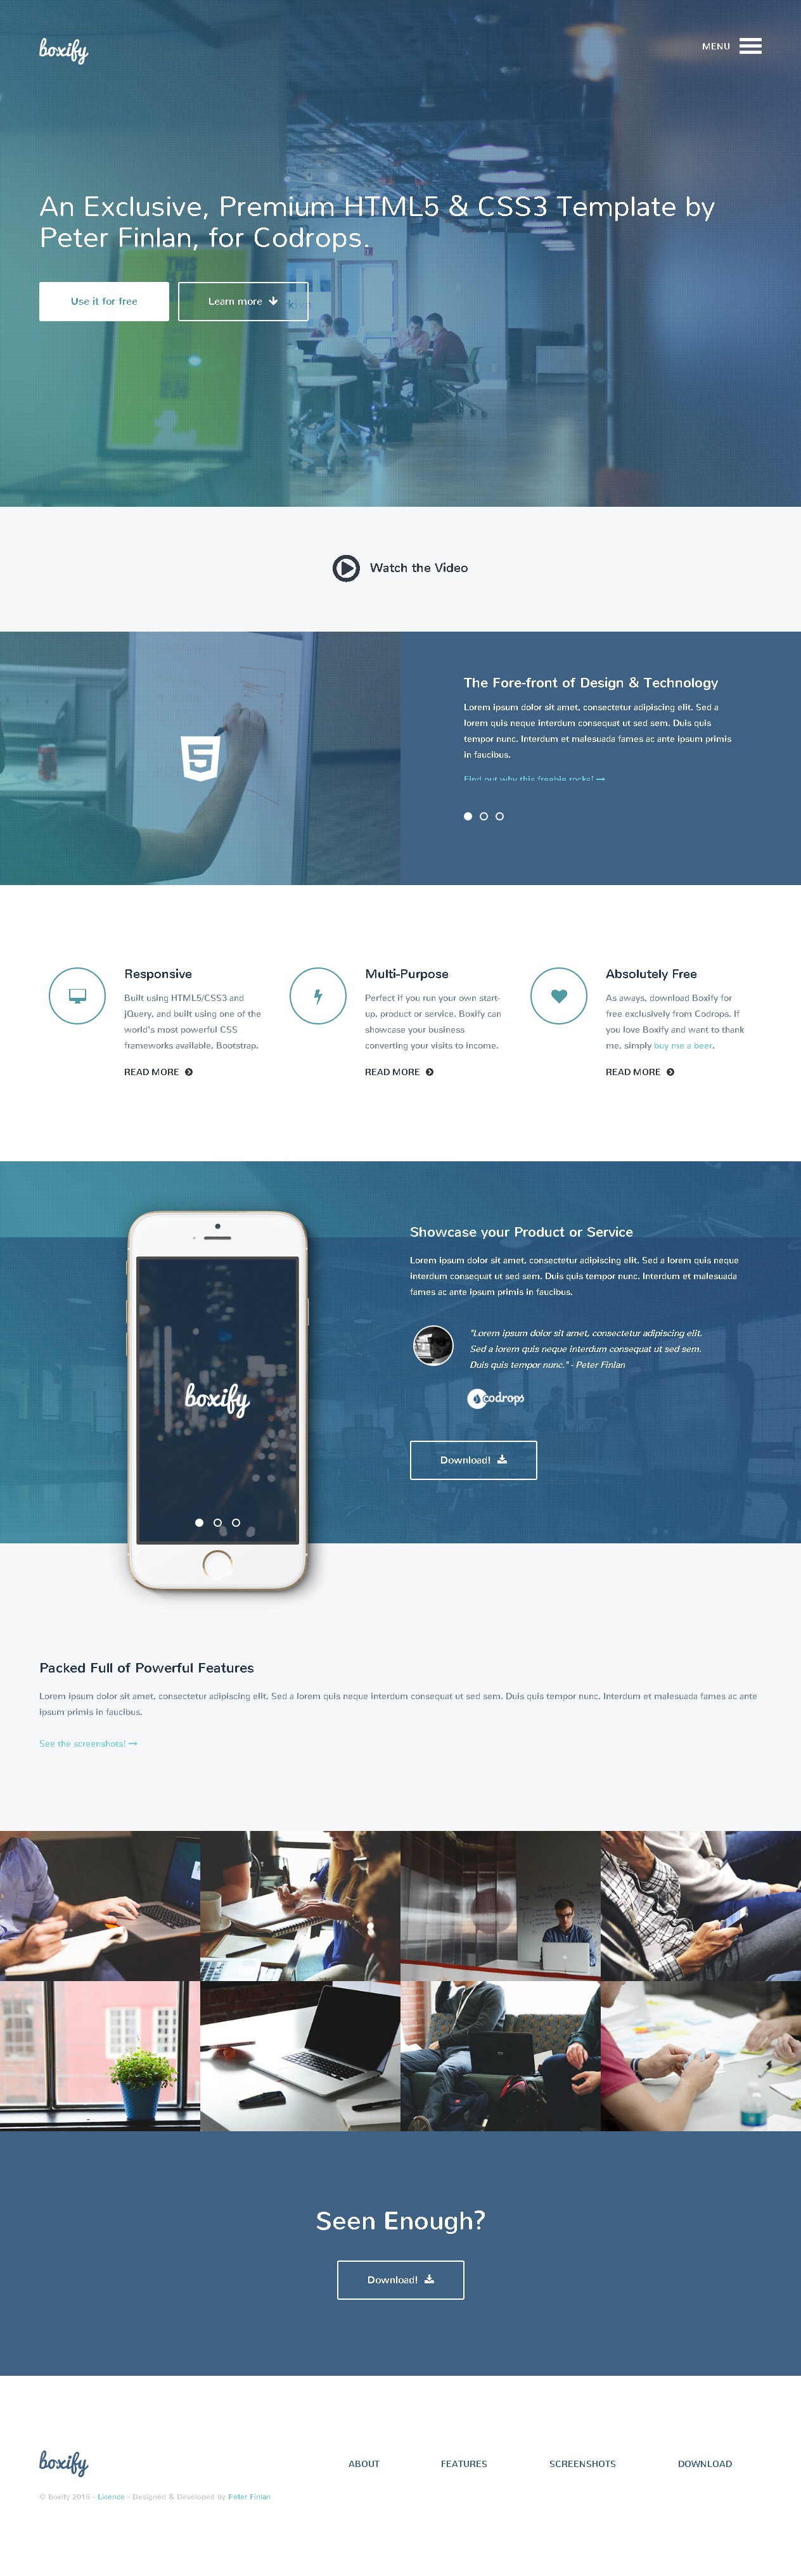 boxify
MENU
An Exclusive, Premium HTML5 & CSS3 Template by
Peter Finlan, for Codrops.
THIS
IS
Use it for free
Learn more
Watch the Video
The Fore-front of Design & Technology
Lorem ipsum dolor sit amet, consectetur adipiscing elit. Sed a
lorem quis neque interdum consequat ut sed sem. Duis quis
tempor nunc. Interdum et malesuada fames ac ante ipsum primis
in faucibus.
Find out why this freebie rocks!
5
Responsive
Built using HTML5/CSS3 and
jQuery, and built using one of the
world's most powerful CSS
frameworks available, Bootstrap.
READ MORE
Multi-Purpose
Perfect if you run your own start-
up, product or service. Boxify can
showcase your business
converting your visits to income.
READ MORE
Absolutely Free
As aways, download Boxify for
free exclusively from Codrops. If
you love Boxify and want to thank
me, simply buy me a beer.
READ MORE
boxify
Showcase your Product or Service
Lorem ipsum dolor sit amet, consectetur adipiscing elit. Sed a lorem quis neque
interdum consequat ut sed sem. Duis quis tempor nunc. Interdum et malesuada
fames ac ante ipsum primis in faucibus.
"Lorem ipsum dolor sit amet, consectetur adipiscing elit.
Sed a lorem quis neque interdum consequat ut sed sem.
Duis quis tempor nunc." - Peter Finlan
codrops
Download!
Packed Full of Powerful Features
Lorem ipsum dolor sit amet, consectetur adipiscing elit. Sed a lorem quis neque interdum consequat ut sed sem. Duis quis tempor nunc. Interdum et malesuada fames ac ante
ipsum primis in faucibus.
See the screenshots!
Seen Enough?
Download!
boxify
ABOUT
FEATURES
SCREENSHOTS
DOWNLOAD
© Boxify 2015 - Licence - Designed & Developed by Peter Finlan